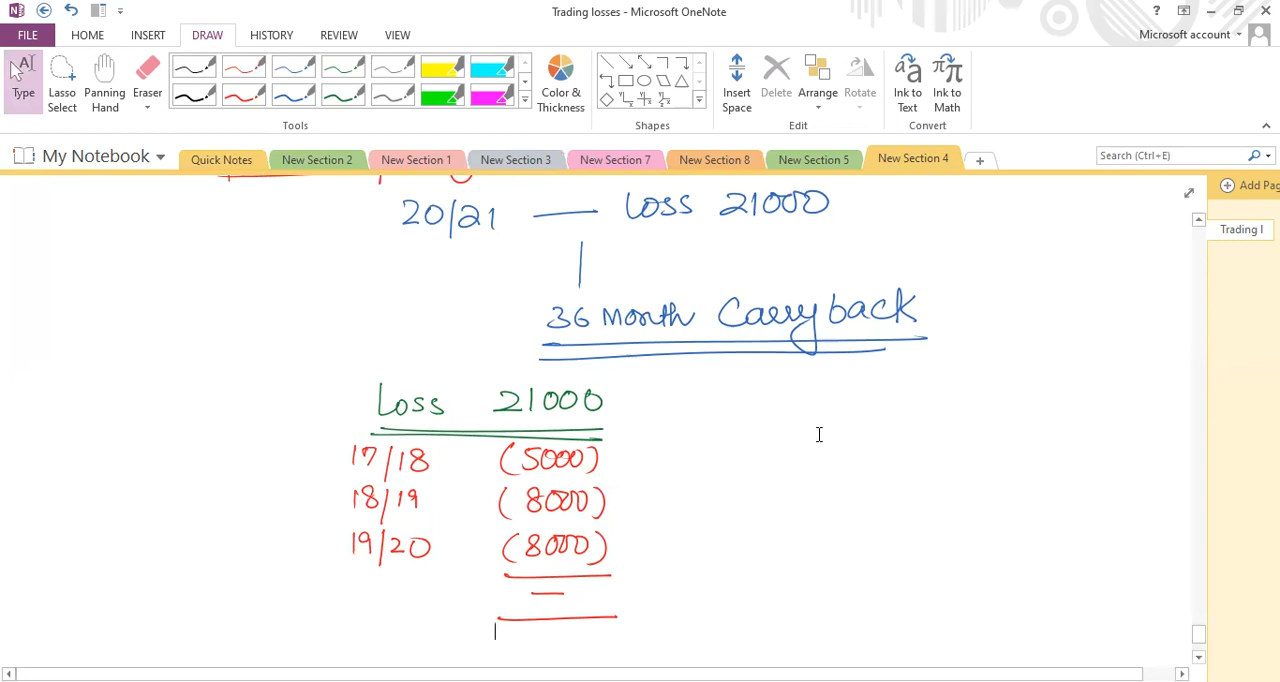 Trading losses - Microsoft OneNote
?
FILE HOME INSERT DRAW HISTORY REVIEW VIEW
Microsoft account
Type
Lasso Select
Panning Hand
Eraser
Color & Thickness
Insert Space
Delete
Arrange
Rotate
Ink to Text
Ink to Math
Tools Shapes Edit Convert
My Notebook
Quick Notes New Section 2 New Section 1 New Section 3 New Section 7 New Section 8 New Section 5 New Section 4
Search (Ctrl+E)
Add Pag
Trading l
20/21 — Loss 21000
36 month Carry back
Loss 21000
17/18 (5000)
18/19 (8000)
19/20 (8000)
—